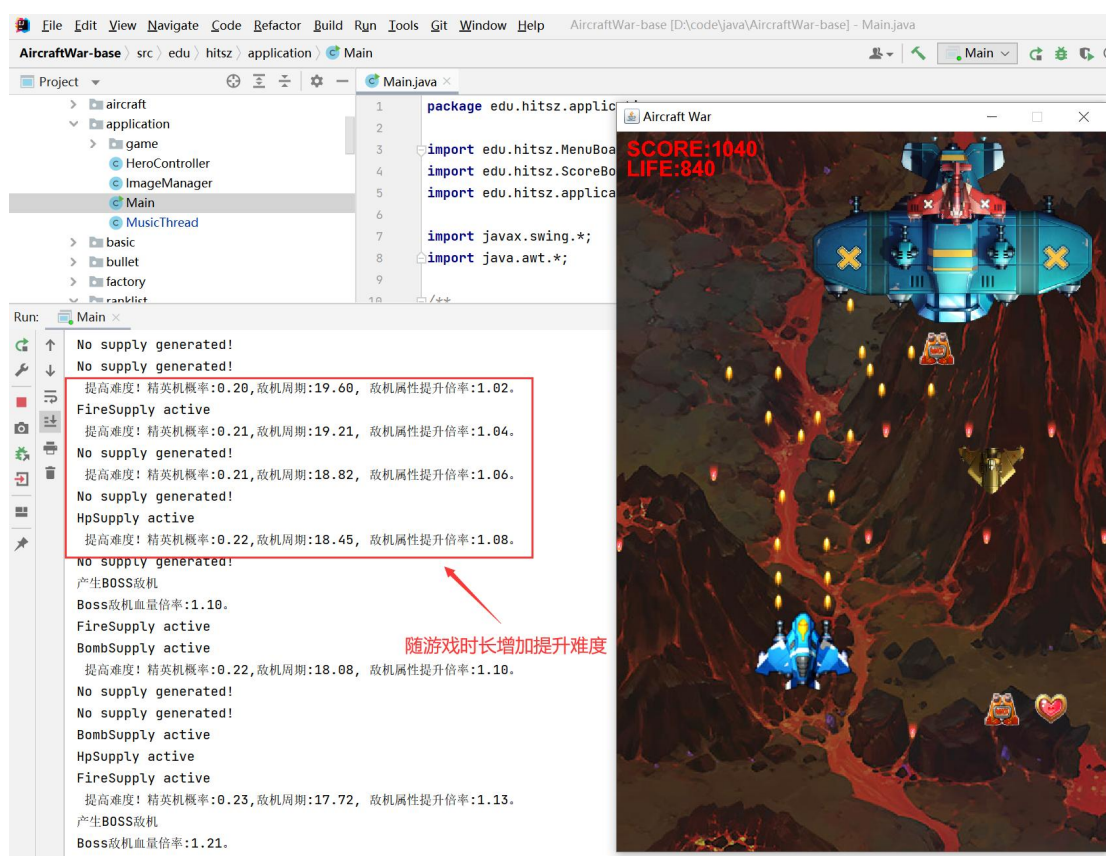 File Edit View Navigate Code Refactor Build Run Tools Git Window Help AircraftWar-base [D:\code\java\AircraftWar-base] - Main.java
AircraftWar-base src edu hitsz application Main
Main
Project
Main.java
aircraft
application
game
HeroController
ImageManager
Main
MusicThread
basic
bullet
factory
ranklist
1 package edu.hitsz.applic
2
3 import edu.hitsz.MenuBoa
4 import edu.hitsz.ScoreBo
5 import edu.hitsz.applica
6
7 import javax.swing.*;
8 import java.awt.*;
9
10 /**
Aircraft War
SCORE:1040
LIFE:840
Run: Main
No supply generated!
No supply generated!
提高难度！精英机概率:0.20,敌机周期:19.60, 敌机属性提升倍率:1.02。
FireSupply active
提高难度！精英机概率:0.21,敌机周期:19.21, 敌机属性提升倍率:1.04。
No supply generated!
提高难度！精英机概率:0.21,敌机周期:18.82, 敌机属性提升倍率:1.06。
No supply generated!
HpSupply active
提高难度！精英机概率:0.22,敌机周期:18.45, 敌机属性提升倍率:1.08。
No supply generated!
产生BOSS敌机
Boss敌机血量倍率:1.10。
FireSupply active
BombSupply active
随游戏时长增加提升难度
提高难度！精英机概率:0.22,敌机周期:18.08, 敌机属性提升倍率:1.10。
No supply generated!
No supply generated!
BombSupply active
HpSupply active
FireSupply active
提高难度！精英机概率:0.23,敌机周期:17.72, 敌机属性提升倍率:1.13。
产生BOSS敌机
Boss敌机血量倍率:1.21。